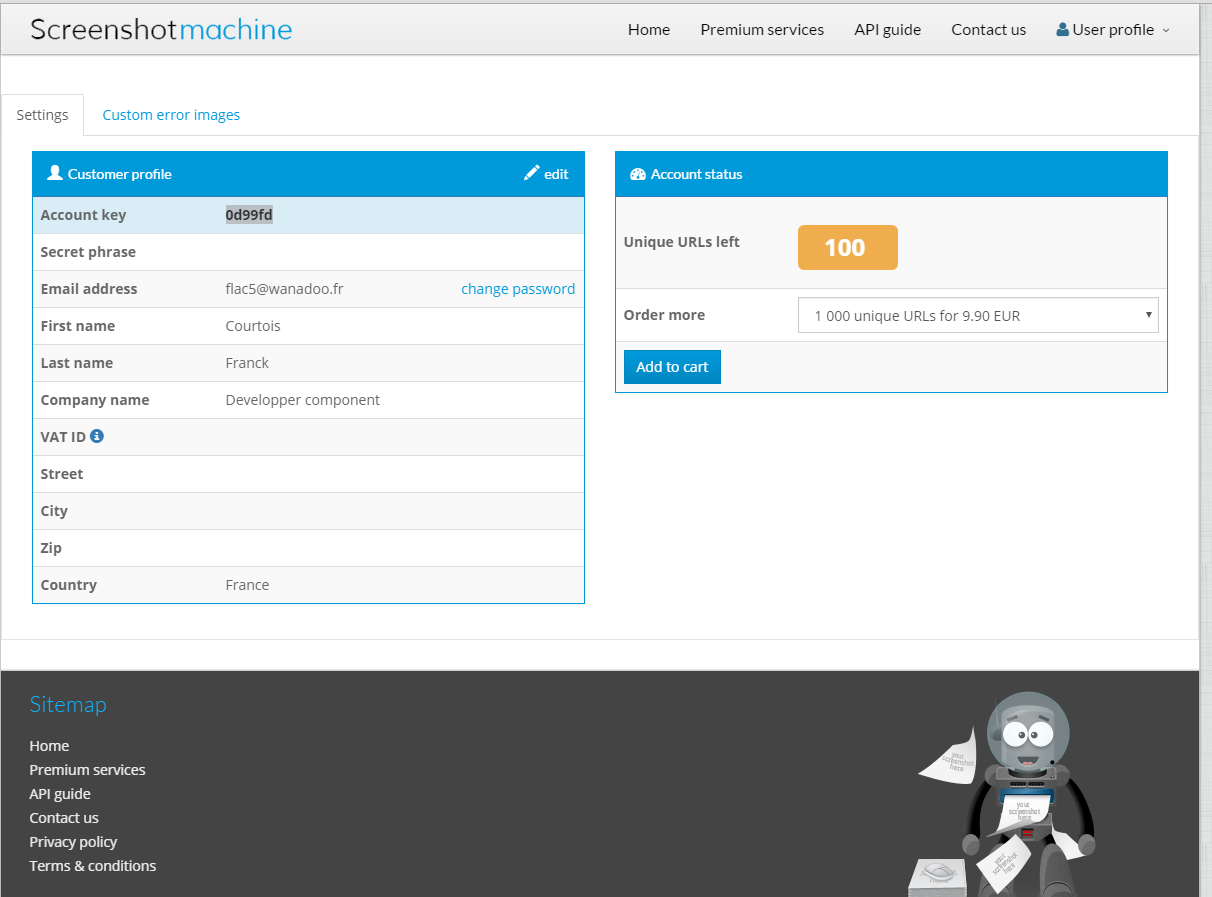 Screenshotmachine
Home Premium services API guide Contact us User profile
Settings Custom error images
Customer profile edit
Account key 0d99fd
Secret phrase
Email address flac5@wanadoo.fr change password
First name Courtois
Last name Franck
Company name Developper component
VAT ID
Street
City
Zip
Country France
Account status
Unique URLs left 100
Order more 1 000 unique URLs for 9.90 EUR
Add to cart
Sitemap
Home
Premium services
API guide
Contact us
Privacy policy
Terms & conditions
your
screenshot
here
your
screenshot
here
your
screenshot
here